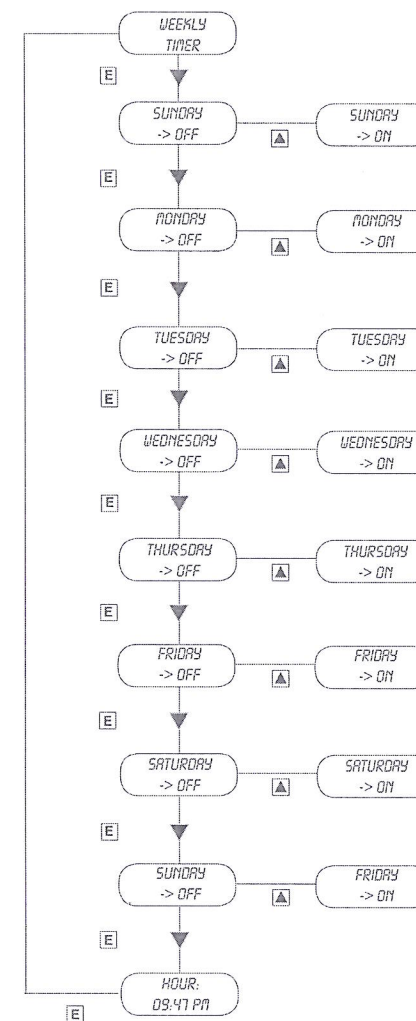 WEEKLY
TIMER
E
SUNDAY
-> OFF
SUNDAY
-> ON
E
MONDAY
-> OFF
MONDAY
-> ON
E
TUESDAY
-> OFF
TUESDAY
-> ON
E
WEDNESDAY
-> OFF
WEDNESDAY
-> ON
E
THURSDAY
-> OFF
THURSDAY
-> ON
E
FRIDAY
-> OFF
FRIDAY
-> ON
E
SATURDAY
-> OFF
SATURDAY
-> ON
E
SUNDAY
-> OFF
FRIDAY
-> ON
E
HOUR:
09:47 PM
E